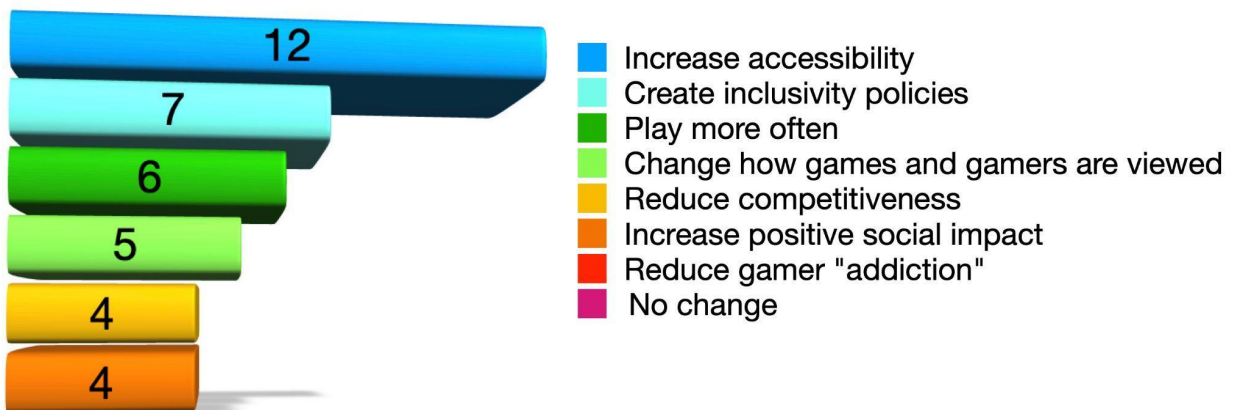 12
7
6
5
4
4
Increase accessibility
Create inclusivity policies
Play more often
Change how games and gamers are viewed
Reduce competitiveness
Increase positive social impact
Reduce gamer "addiction"
No change